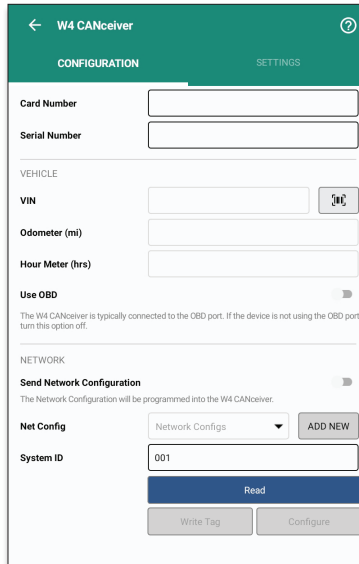 W4 CANceiver
CONFIGURATION
SETTINGS
Card Number
Serial Number
VEHICLE
VIN
Odometer (mi)
Hour Meter (hrs)
Use OBD
The W4 CANceiver is typically connected to the OBD port. If the device is not using the OBD port
turn this option off.
NETWORK
Send Network Configuration
The Network Configuration will be programmed into the W4 CANceiver.
Net Config
Network Configs
ADD NEW
System ID
001
Read
Write Tag
Configure